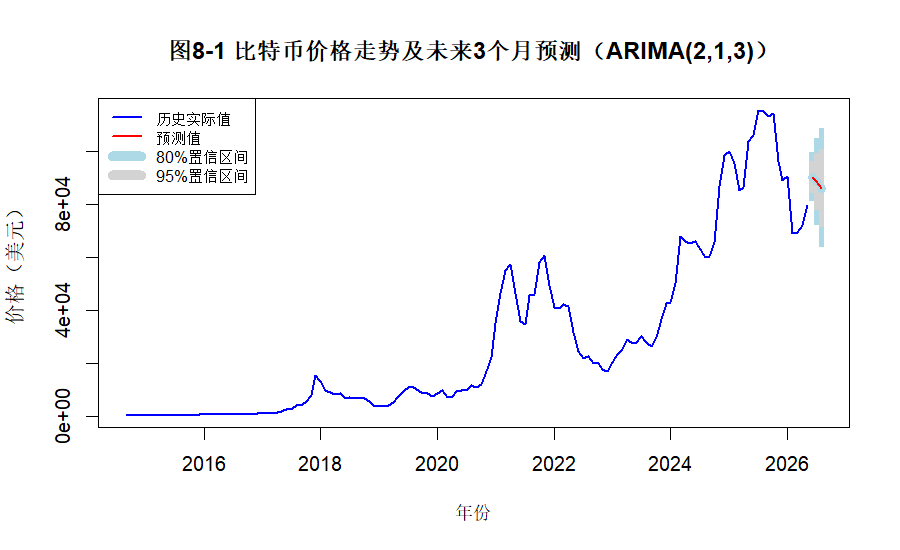 图8-1 比特币价格走势及未来3个月预测（ARIMA(2,1,3)）
历史实际值
预测值
80%置信区间
95%置信区间
价格（美元）
8e+04
4e+04
0e+00
2016 2018 2020 2022 2024 2026
年份